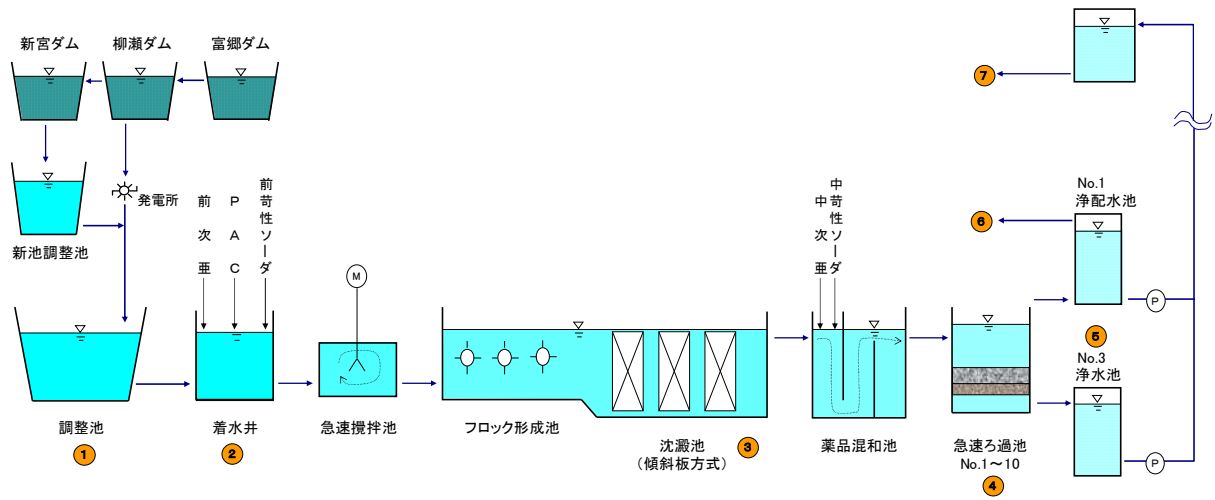 新宮ダム
柳瀬ダム
富郷ダム
発電所
新池調整池
前次亜
PAC
前苛性ソーダ
M
中次亜
中苛性ソーダ
7
6
No.1
浄配水池
P
5
No.3
浄水池
P
調整池
1
着水井
2
急速攪拌池
フロック形成池
沈澱池
(傾斜板方式)
3
薬品混和池
急速ろ過池
No.1～10
4